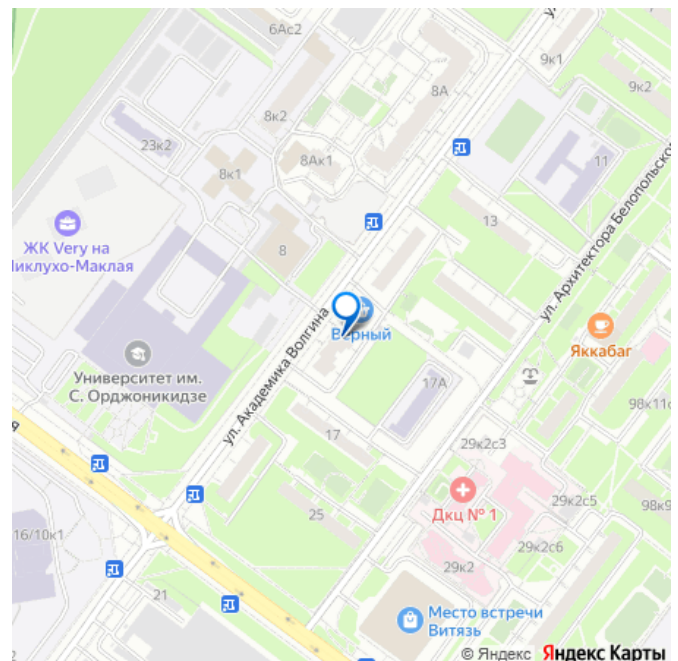 6Ас2
9к1
8А
9к2
8к2
23к2
8Ак1
11
8к1
13
8
ЖК Very на
Миклухо-Маклая
ул. Архитектора Белопольского
ул. Академика Волгина
Верный
Яккабаг
Университет им.
С. Орджоникидзе
17А
98к11с
17
29к2с3
Дкц № 1
29к2с5
98к9
25
16/10к1
29к2с6
29к2
21
Место встречи
Витязь
© Яндекс Яндекс Карты